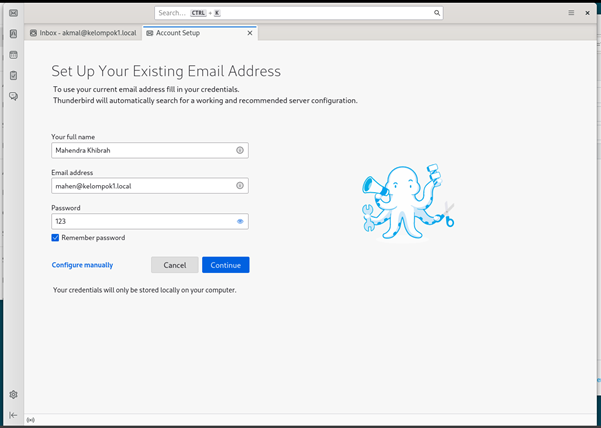 Search... CTRL + K
Inbox - akmal@kelompok1.local
Account Setup
Set Up Your Existing Email Address
To use your current email address fill in your credentials.
Thunderbird will automatically search for a working and recommended server configuration.
Your full name
Mahendra Khibrah
Email address
mahen@kelompok1.local
Password
123
Remember password
Configure manually
Cancel
Continue
Your credentials will only be stored locally on your computer.